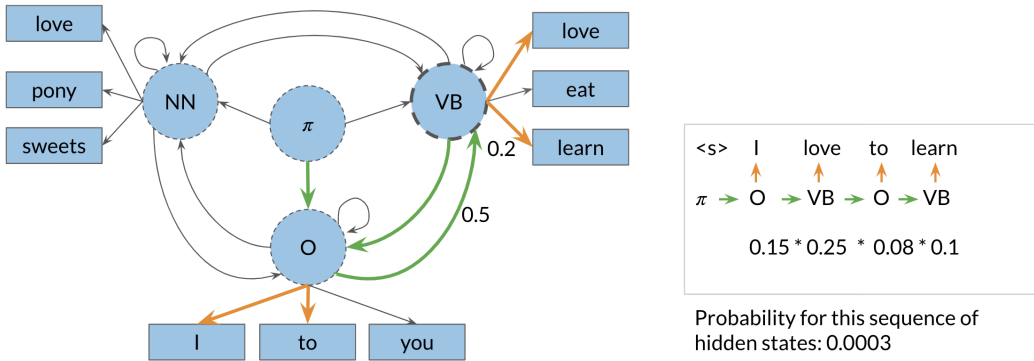 love
pony
sweets
NN
π
VB
O
love
eat
learn
0.2
0.5
I
to
you
<s> I love to learn
π O VB O VB
0.15 * 0.25 * 0.08 * 0.1
Probability for this sequence of
hidden states: 0.0003